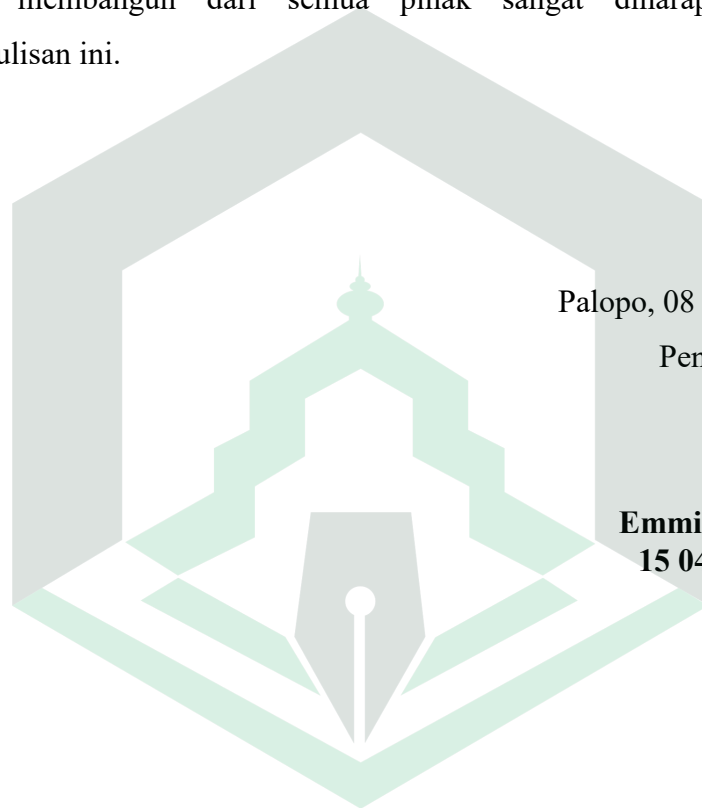 membangun dari semua pihak sangat diharap
ulisan ini.
Palopo, 08
Pen
Emmi
15 04